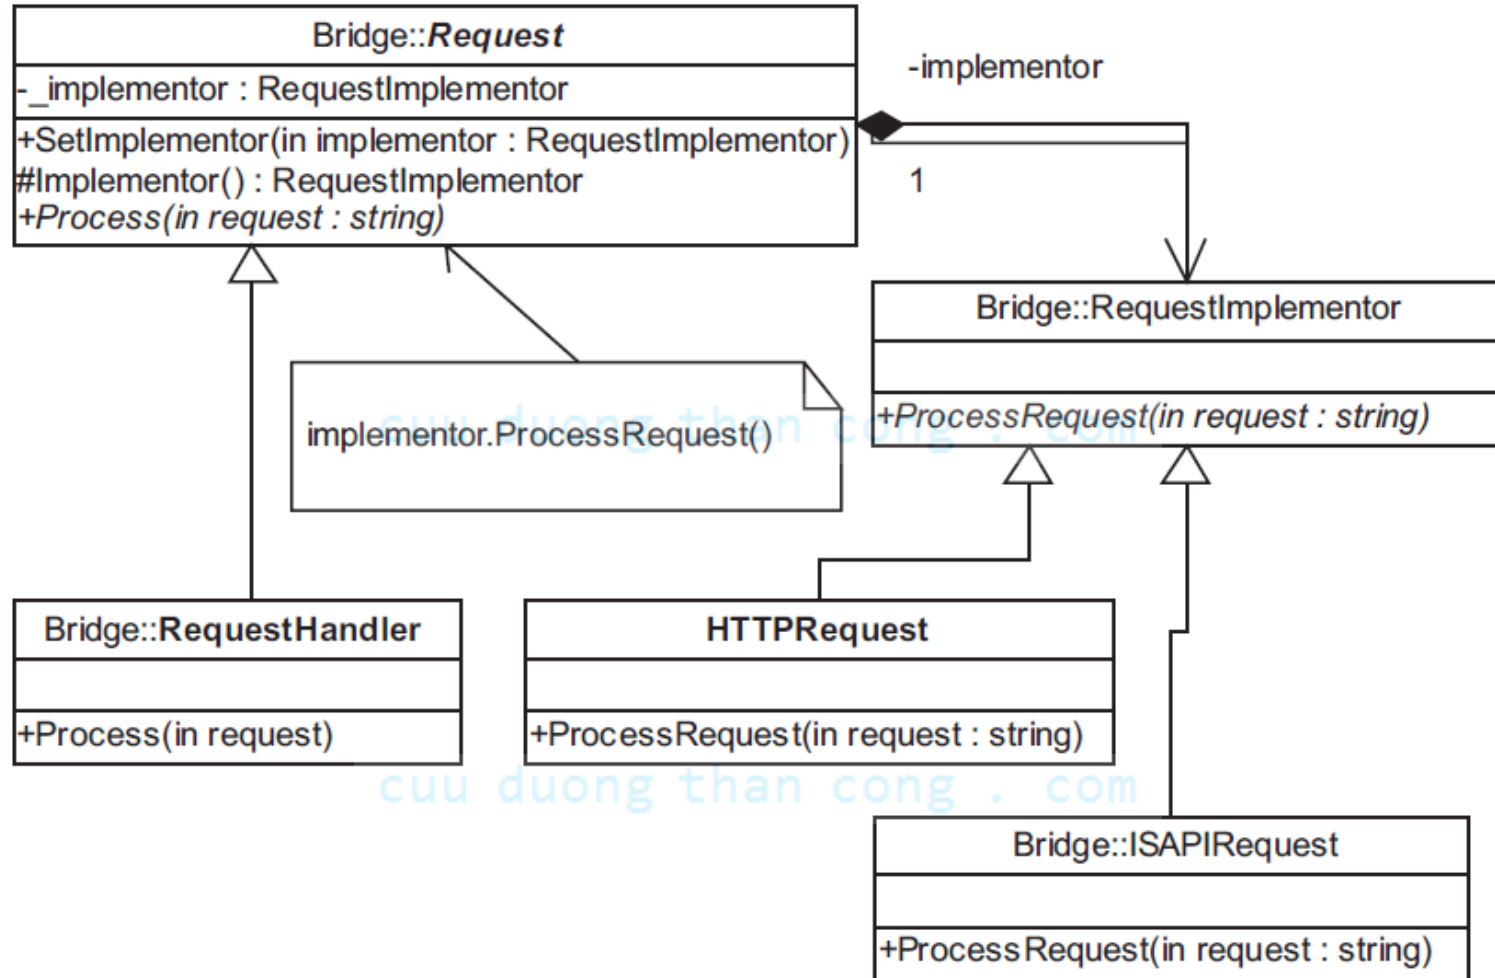 Bridge::Request
-_implementor : RequestImplementor
+SetImplementor(in implementor : RequestImplementor)
#Implementor() : RequestImplementor
+Process(in request : string)
-implementor
1
Bridge::RequestImplementor
+ProcessRequest(in request : string)
implementor.ProcessRequest()
cuu duong than cong . com
Bridge::RequestHandler
+Process(in request)
HTTPRequest
+ProcessRequest(in request : string)
cuu duong than cong . com
Bridge::ISAPIRequest
+ProcessRequest(in request : string)